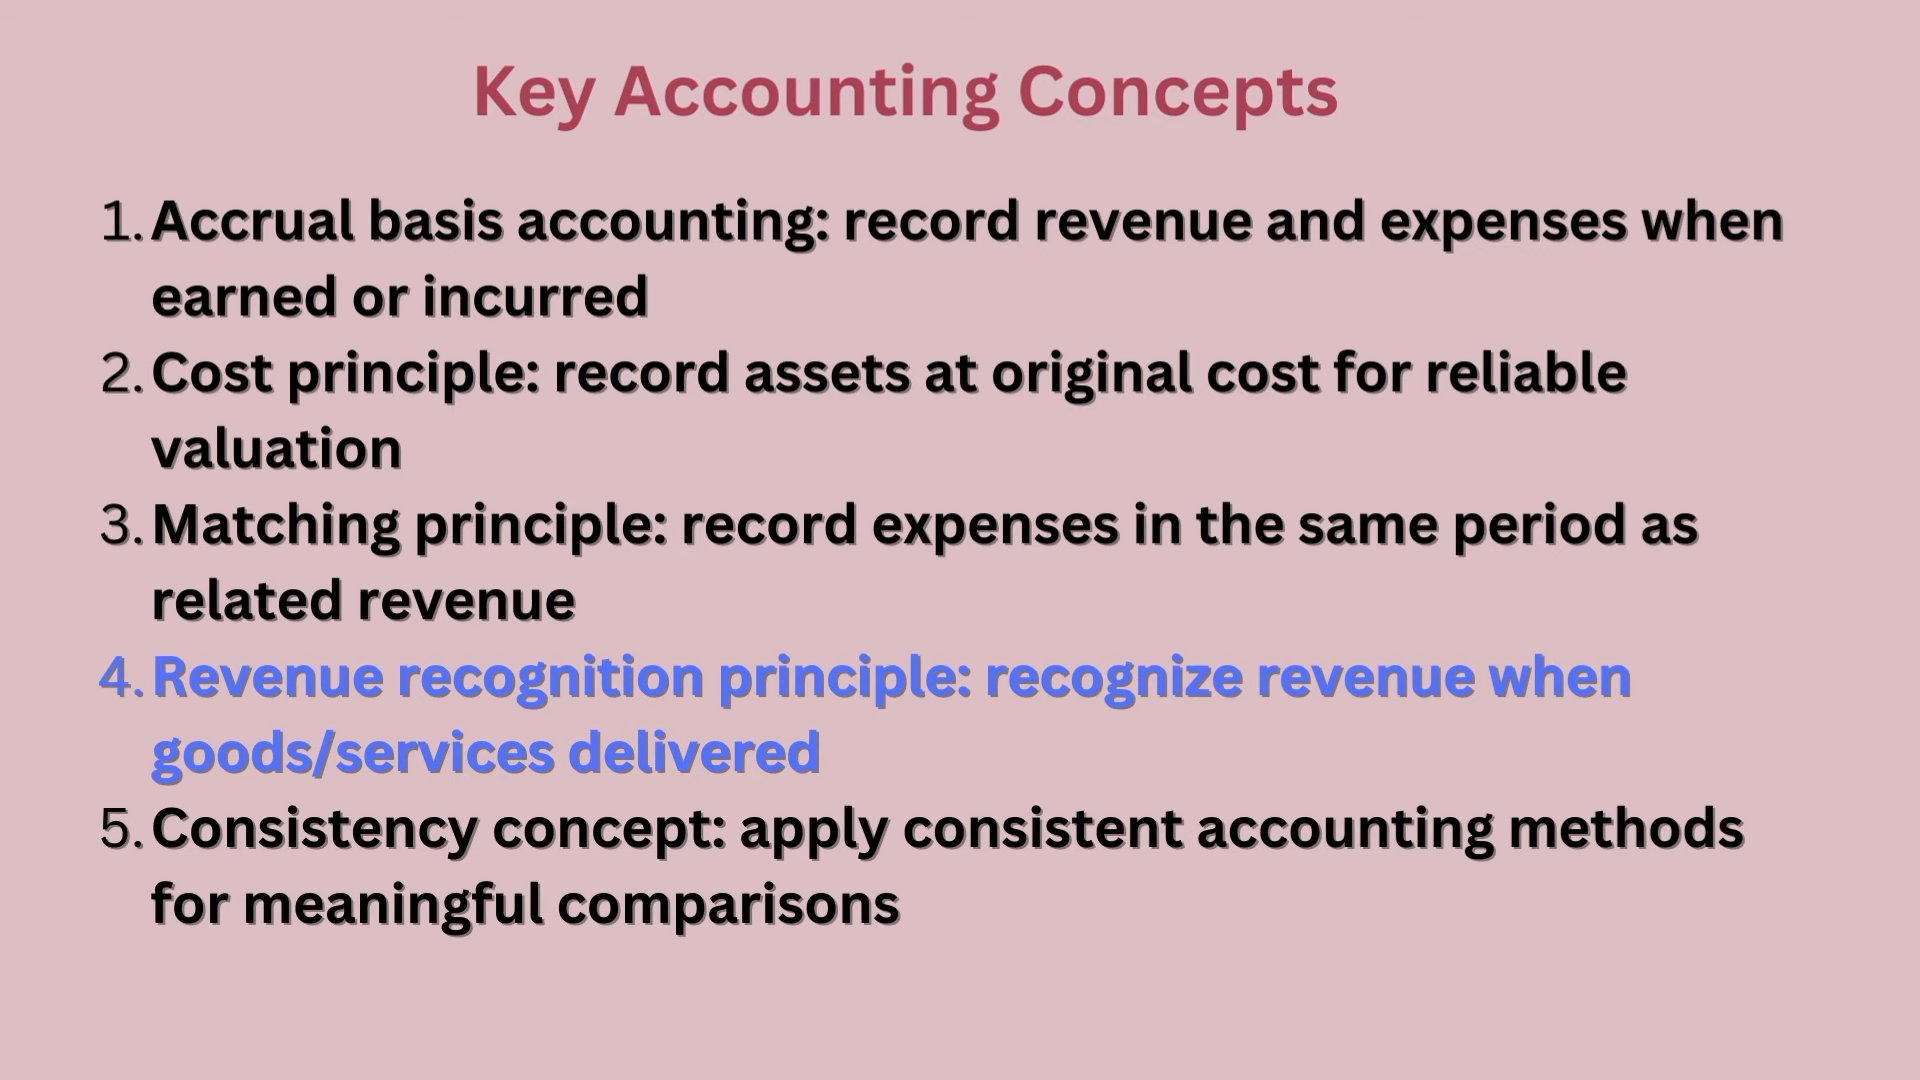 Key Accounting Concepts
1. Accrual basis accounting: record revenue and expenses when
earned or incurred
2. Cost principle: record assets at original cost for reliable
valuation
3. Matching principle: record expenses in the same period as
related revenue
4. Revenue recognition principle: recognize revenue when
goods/services delivered
5. Consistency concept: apply consistent accounting methods
for meaningful comparisons